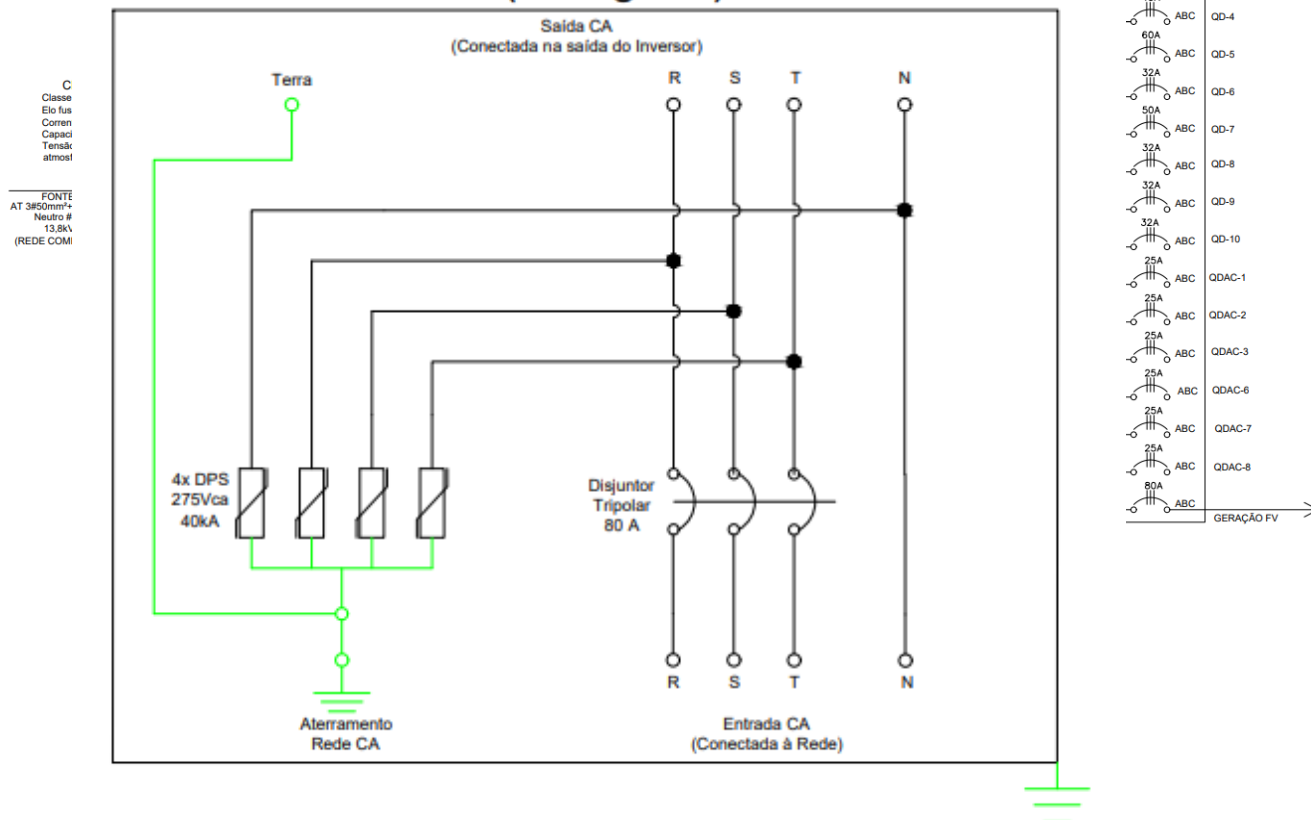 Saída CA
(Conectada na saída do Inversor)
Terra
R S T N
4x DPS
275Vca
40kA
Disjuntor
Tripolar
80 A
R S T N
Aterramento
Rede CA
Entrada CA
(Conectada à Rede)
C
Classe
Elo fus
Corren
Capaci
Tensão
atmosf
FONTE
AT 3#50mm²+
Neutro #
13,8kV
(REDE COM
ABC QD-4
60A
ABC QD-5
32A
ABC QD-6
50A
ABC QD-7
32A
ABC QD-8
32A
ABC QD-9
32A
ABC QD-10
25A
ABC QDAC-1
25A
ABC QDAC-2
25A
ABC QDAC-3
25A
ABC QDAC-6
25A
ABC QDAC-7
25A
ABC QDAC-8
80A
ABC
GERAÇÃO FV